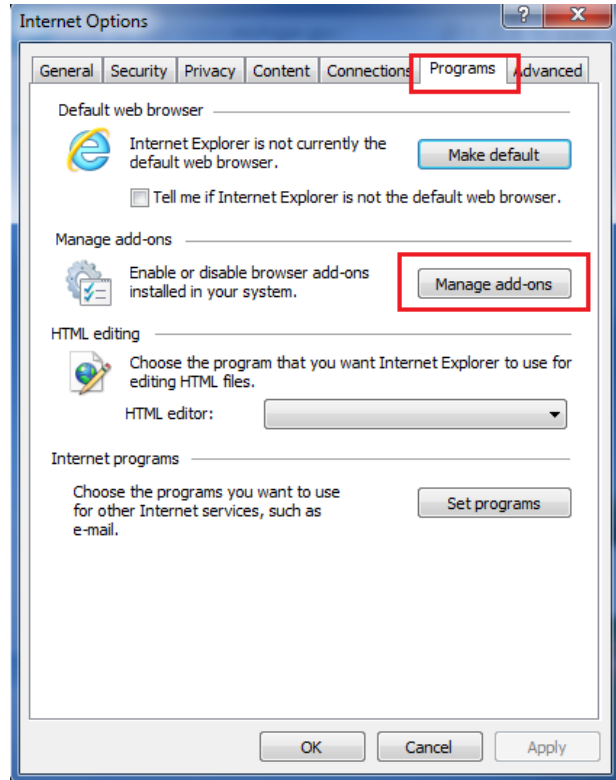 Internet Options
General Security Privacy Content Connections Programs Advanced
Default web browser
Internet Explorer is not currently the
default web browser.
Make default
Tell me if Internet Explorer is not the default web browser.
Manage add-ons
Enable or disable browser add-ons
installed in your system.
Manage add-ons
HTML editing
Choose the program that you want Internet Explorer to use for
editing HTML files.
HTML editor:
Internet programs
Choose the programs you want to use
for other Internet services, such as
e-mail.
Set programs
OK Cancel Apply